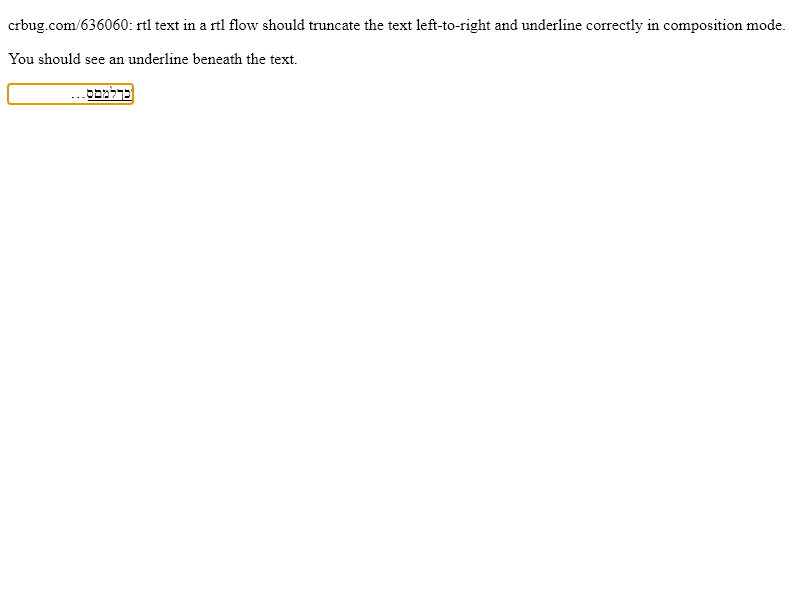 crbug.com/636060: rtl text in a rtl flow should truncate the text left-to-right and underline correctly in composition mode.
You should see an underline beneath the text.
כךלמםס...